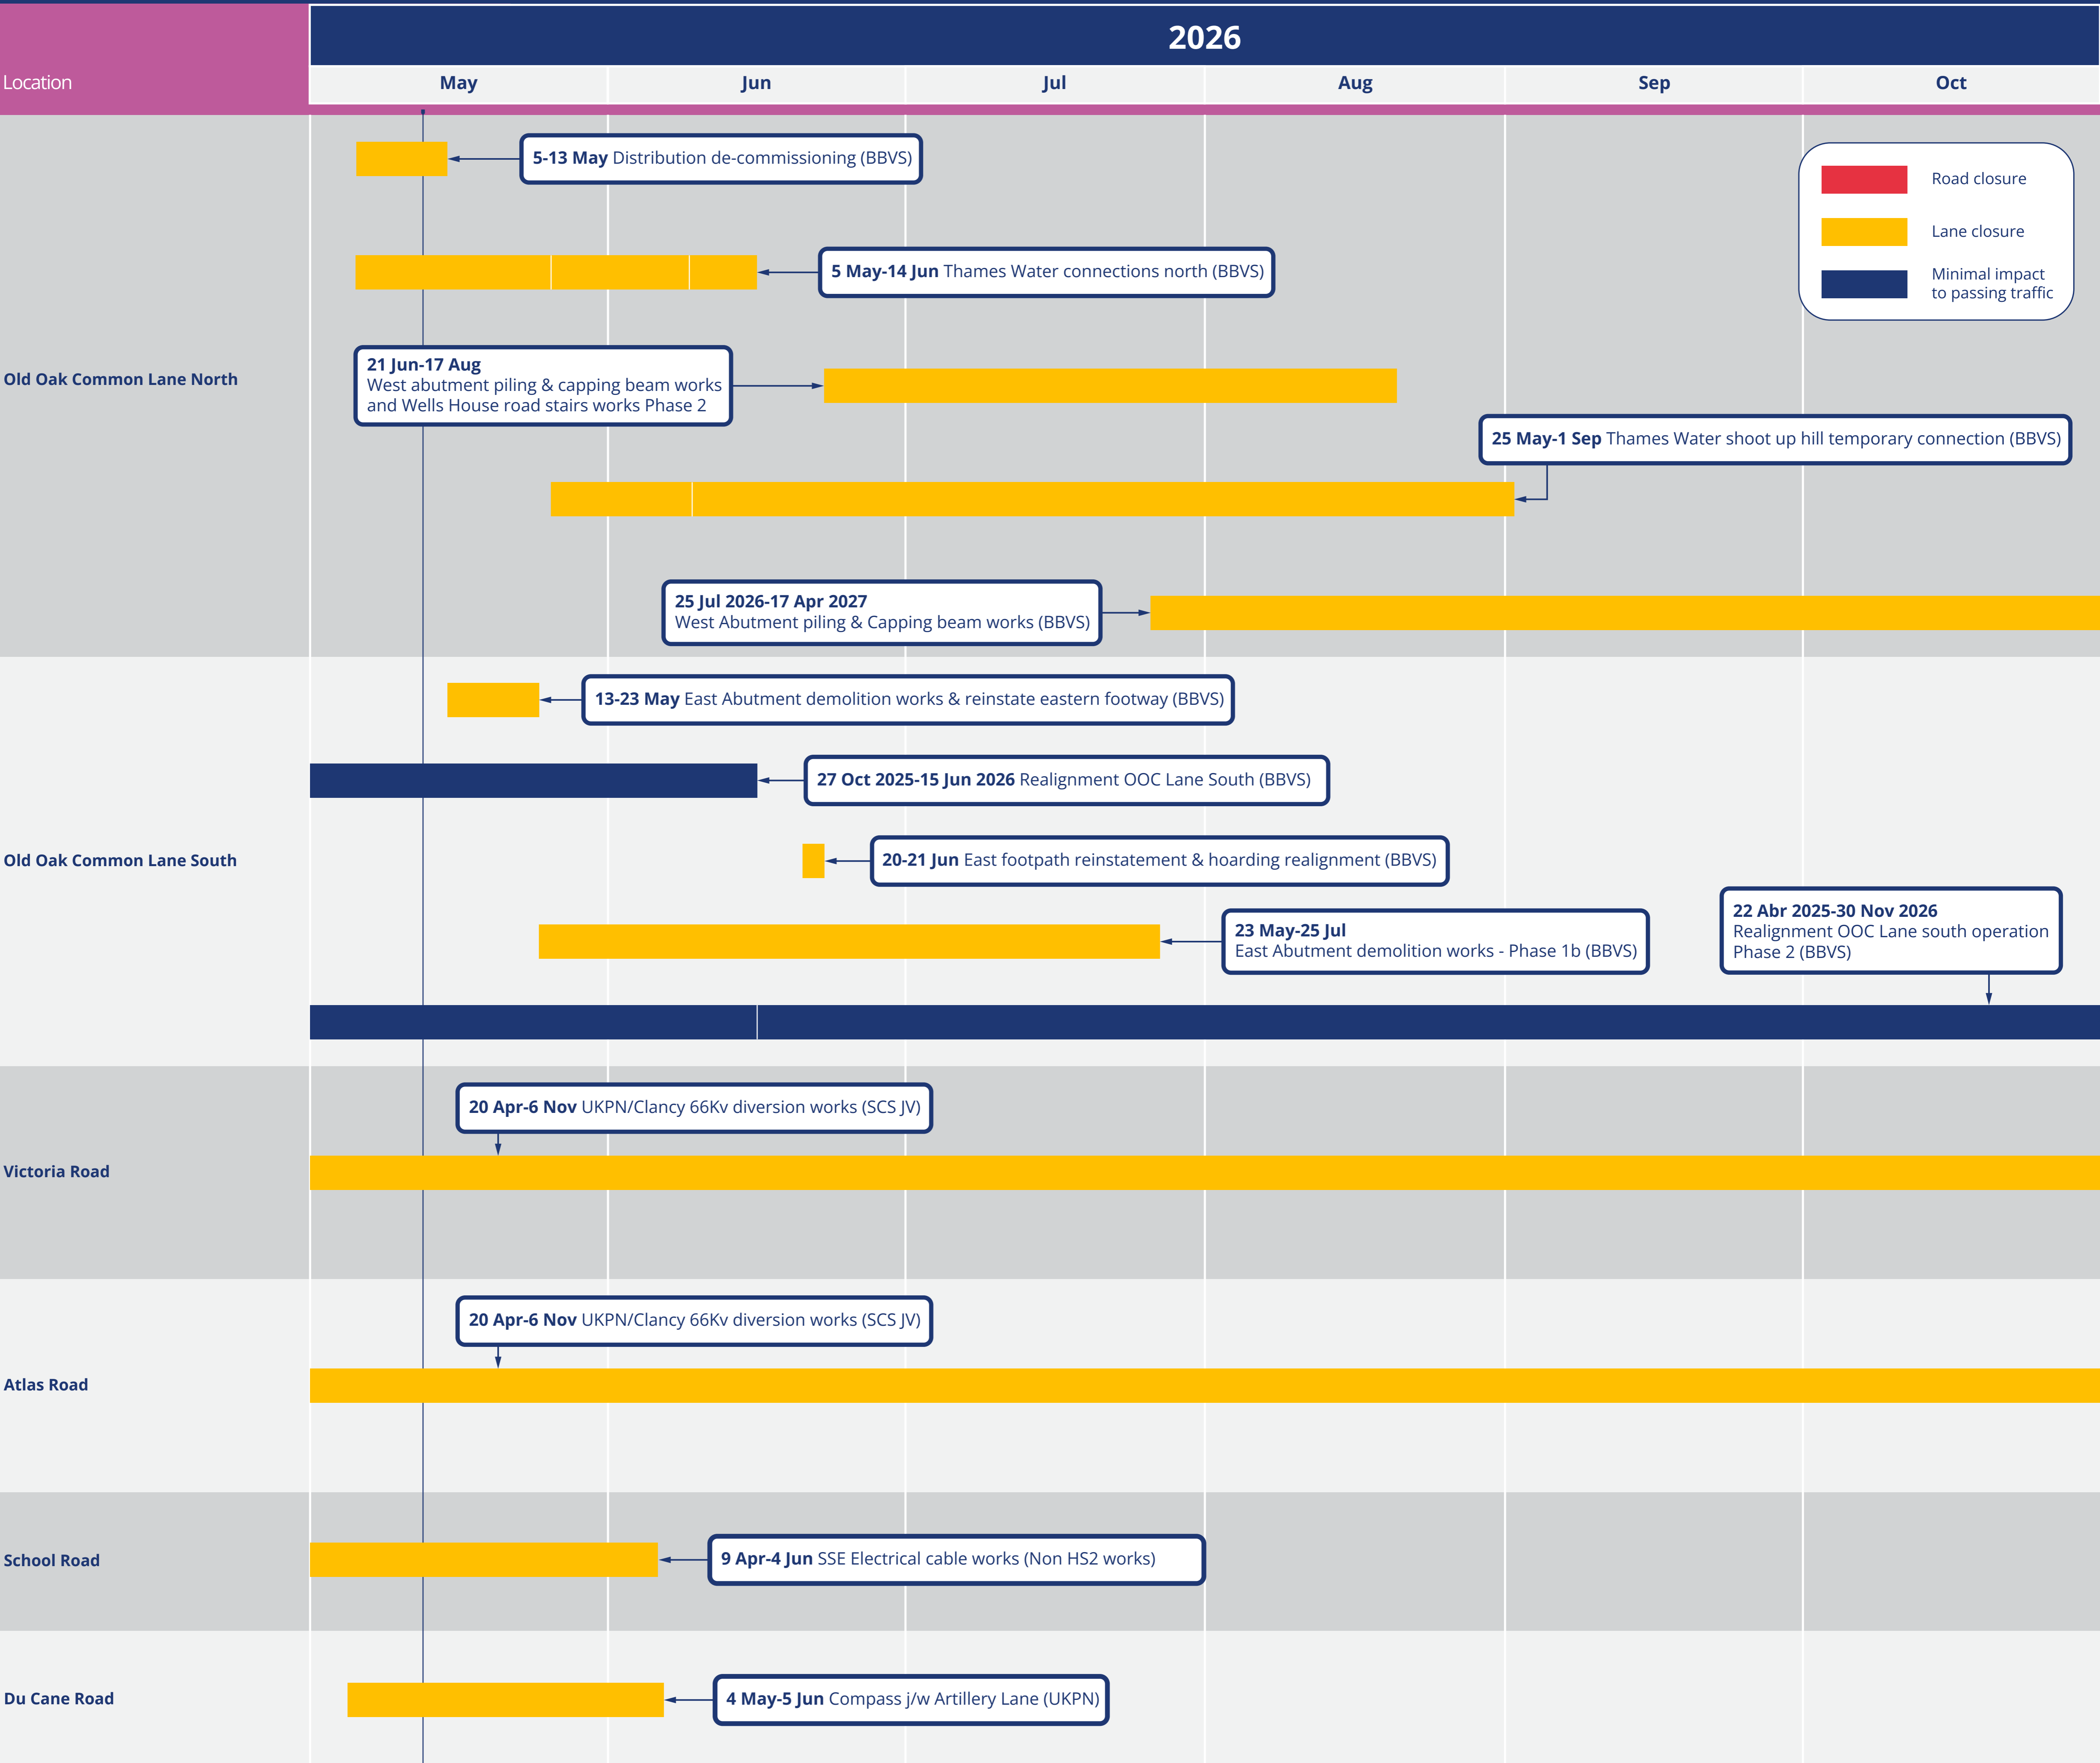 2026
Location
May
Jun
Jul
Aug
Sep
Oct
5-13 May Distribution de-commissioning (BBVS)
Road closure
Lane closure
Minimal impact
to passing traffic
5 May-14 Jun Thames Water connections north (BBVS)
Old Oak Common Lane North
21 Jun-17 Aug
West abutment piling & capping beam works
and Wells House road stairs works Phase 2
25 May-1 Sep Thames Water shoot up hill temporary connection (BBVS)
25 Jul 2026-17 Apr 2027
West Abutment piling & Capping beam works (BBVS)
13-23 May East Abutment demolition works & reinstate eastern footway (BBVS)
27 Oct 2025-15 Jun 2026 Realignment OOC Lane South (BBVS)
Old Oak Common Lane South
20-21 Jun East footpath reinstatement & hoarding realignment (BBVS)
23 May-25 Jul
East Abutment demolition works - Phase 1b (BBVS)
22 Abr 2025-30 Nov 2026
Realignment OOC Lane south operation
Phase 2 (BBVS)
20 Apr-6 Nov UKPN/Clancy 66Kv diversion works (SCS JV)
Victoria Road
20 Apr-6 Nov UKPN/Clancy 66Kv diversion works (SCS JV)
Atlas Road
School Road
9 Apr-4 Jun SSE Electrical cable works (Non HS2 works)
Du Cane Road
4 May-5 Jun Compass j/w Artillery Lane (UKPN)